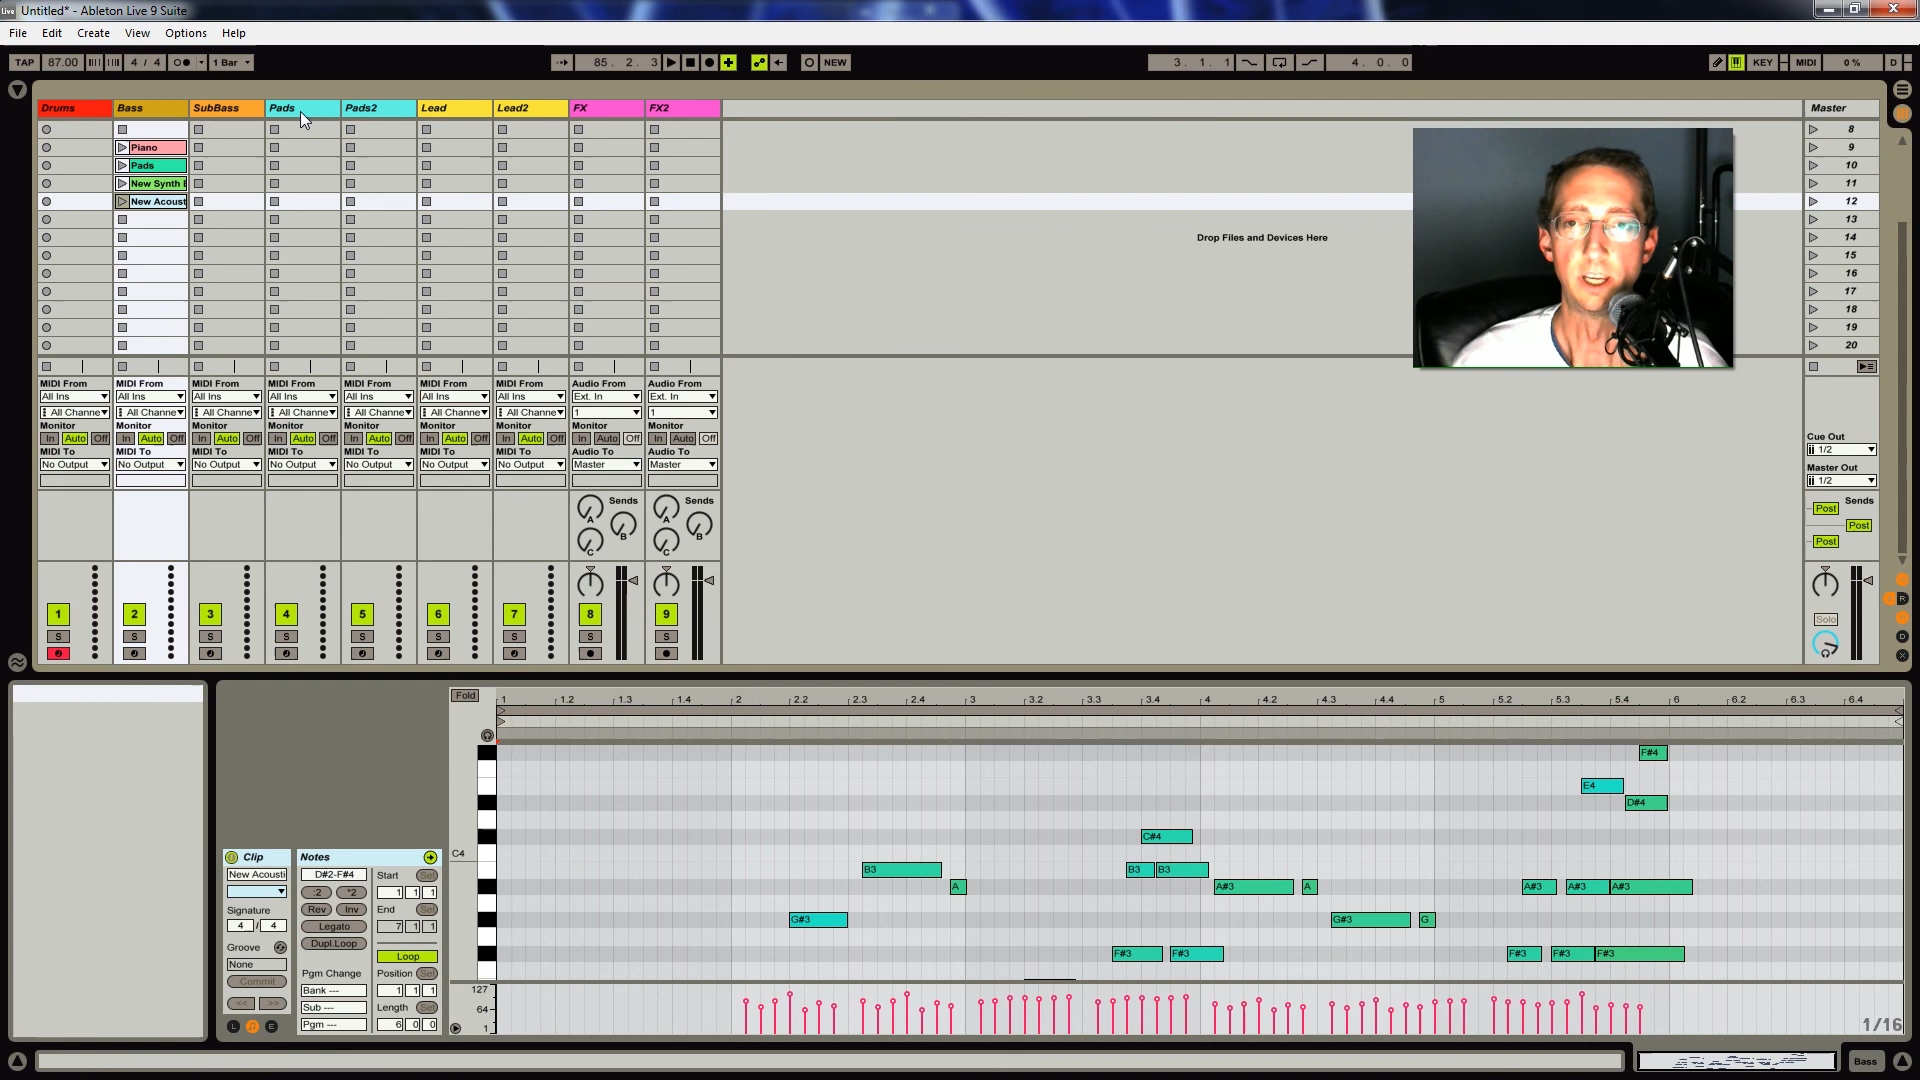 Live Untitled* - Ableton Live 9 Suite
File Edit Create View Options Help
TAP 87.00 4 / 4 1 Bar 85. 2. 3 NEW 3. 1. 1 4. 0. 0 KEY MIDI 0 % D
Drums Bass SubBass Pads Pads2 Lead Lead2 FX FX2 Master
8
Piano 9
Pads 10
New Synth 11
New Acoust 12
13
Drop Files and Devices Here 14
15
16
17
18
19
20
MIDI From MIDI From MIDI From MIDI From MIDI From MIDI From MIDI From Audio From Audio From
All Ins All Ins All Ins All Ins All Ins All Ins All Ins Ext. In Ext. In
All Channe All Channe All Channe All Channe All Channe All Channe All Channe 1 1
Monitor Monitor Monitor Monitor Monitor Monitor Monitor Monitor Monitor
In Auto Off In Auto Off In Auto Off In Auto Off In Auto Off In Auto Off In Auto Off In Auto Off In Auto Off Cue Out
MIDI To MIDI To MIDI To MIDI To MIDI To MIDI To MIDI To Audio To Audio To 1/2
No Output No Output No Output No Output No Output No Output No Output Master Master Master Out
1/2
Sends Sends Sends
A A Post
B B Post
C C Post
1 2 3 4 5 6 7 8 9
S S S S S S S S S Solo
R
D
X
Fold 1 1.2 1.3 1.4 2 2.2 2.3 2.4 3 3.2 3.3 3.4 4 4.2 4.3 4.4 5 5.2 5.3 5.4 6 6.2 6.3 6.4
F#4
E4
D#4
C#4
C4
B3 B3 B3
A A#3 A A#3 A#3 A#3
G#3 G#3 G
F#3 F#3 F#3 F#3 F#3
Clip Notes
New Acousti D#2-F#4 Start Set
:2 *2 1 1 1
Signature Rev Inv End Set
4 / 4 Legato 7 1 1
Groove Dupl.Loop
None Loop
Commit Pgm Change Position Set
<< >> Bank --- 1 1 1
Sub --- Length Set
L E Pgm --- 6 0 0
127
64
1
1/16
Bass